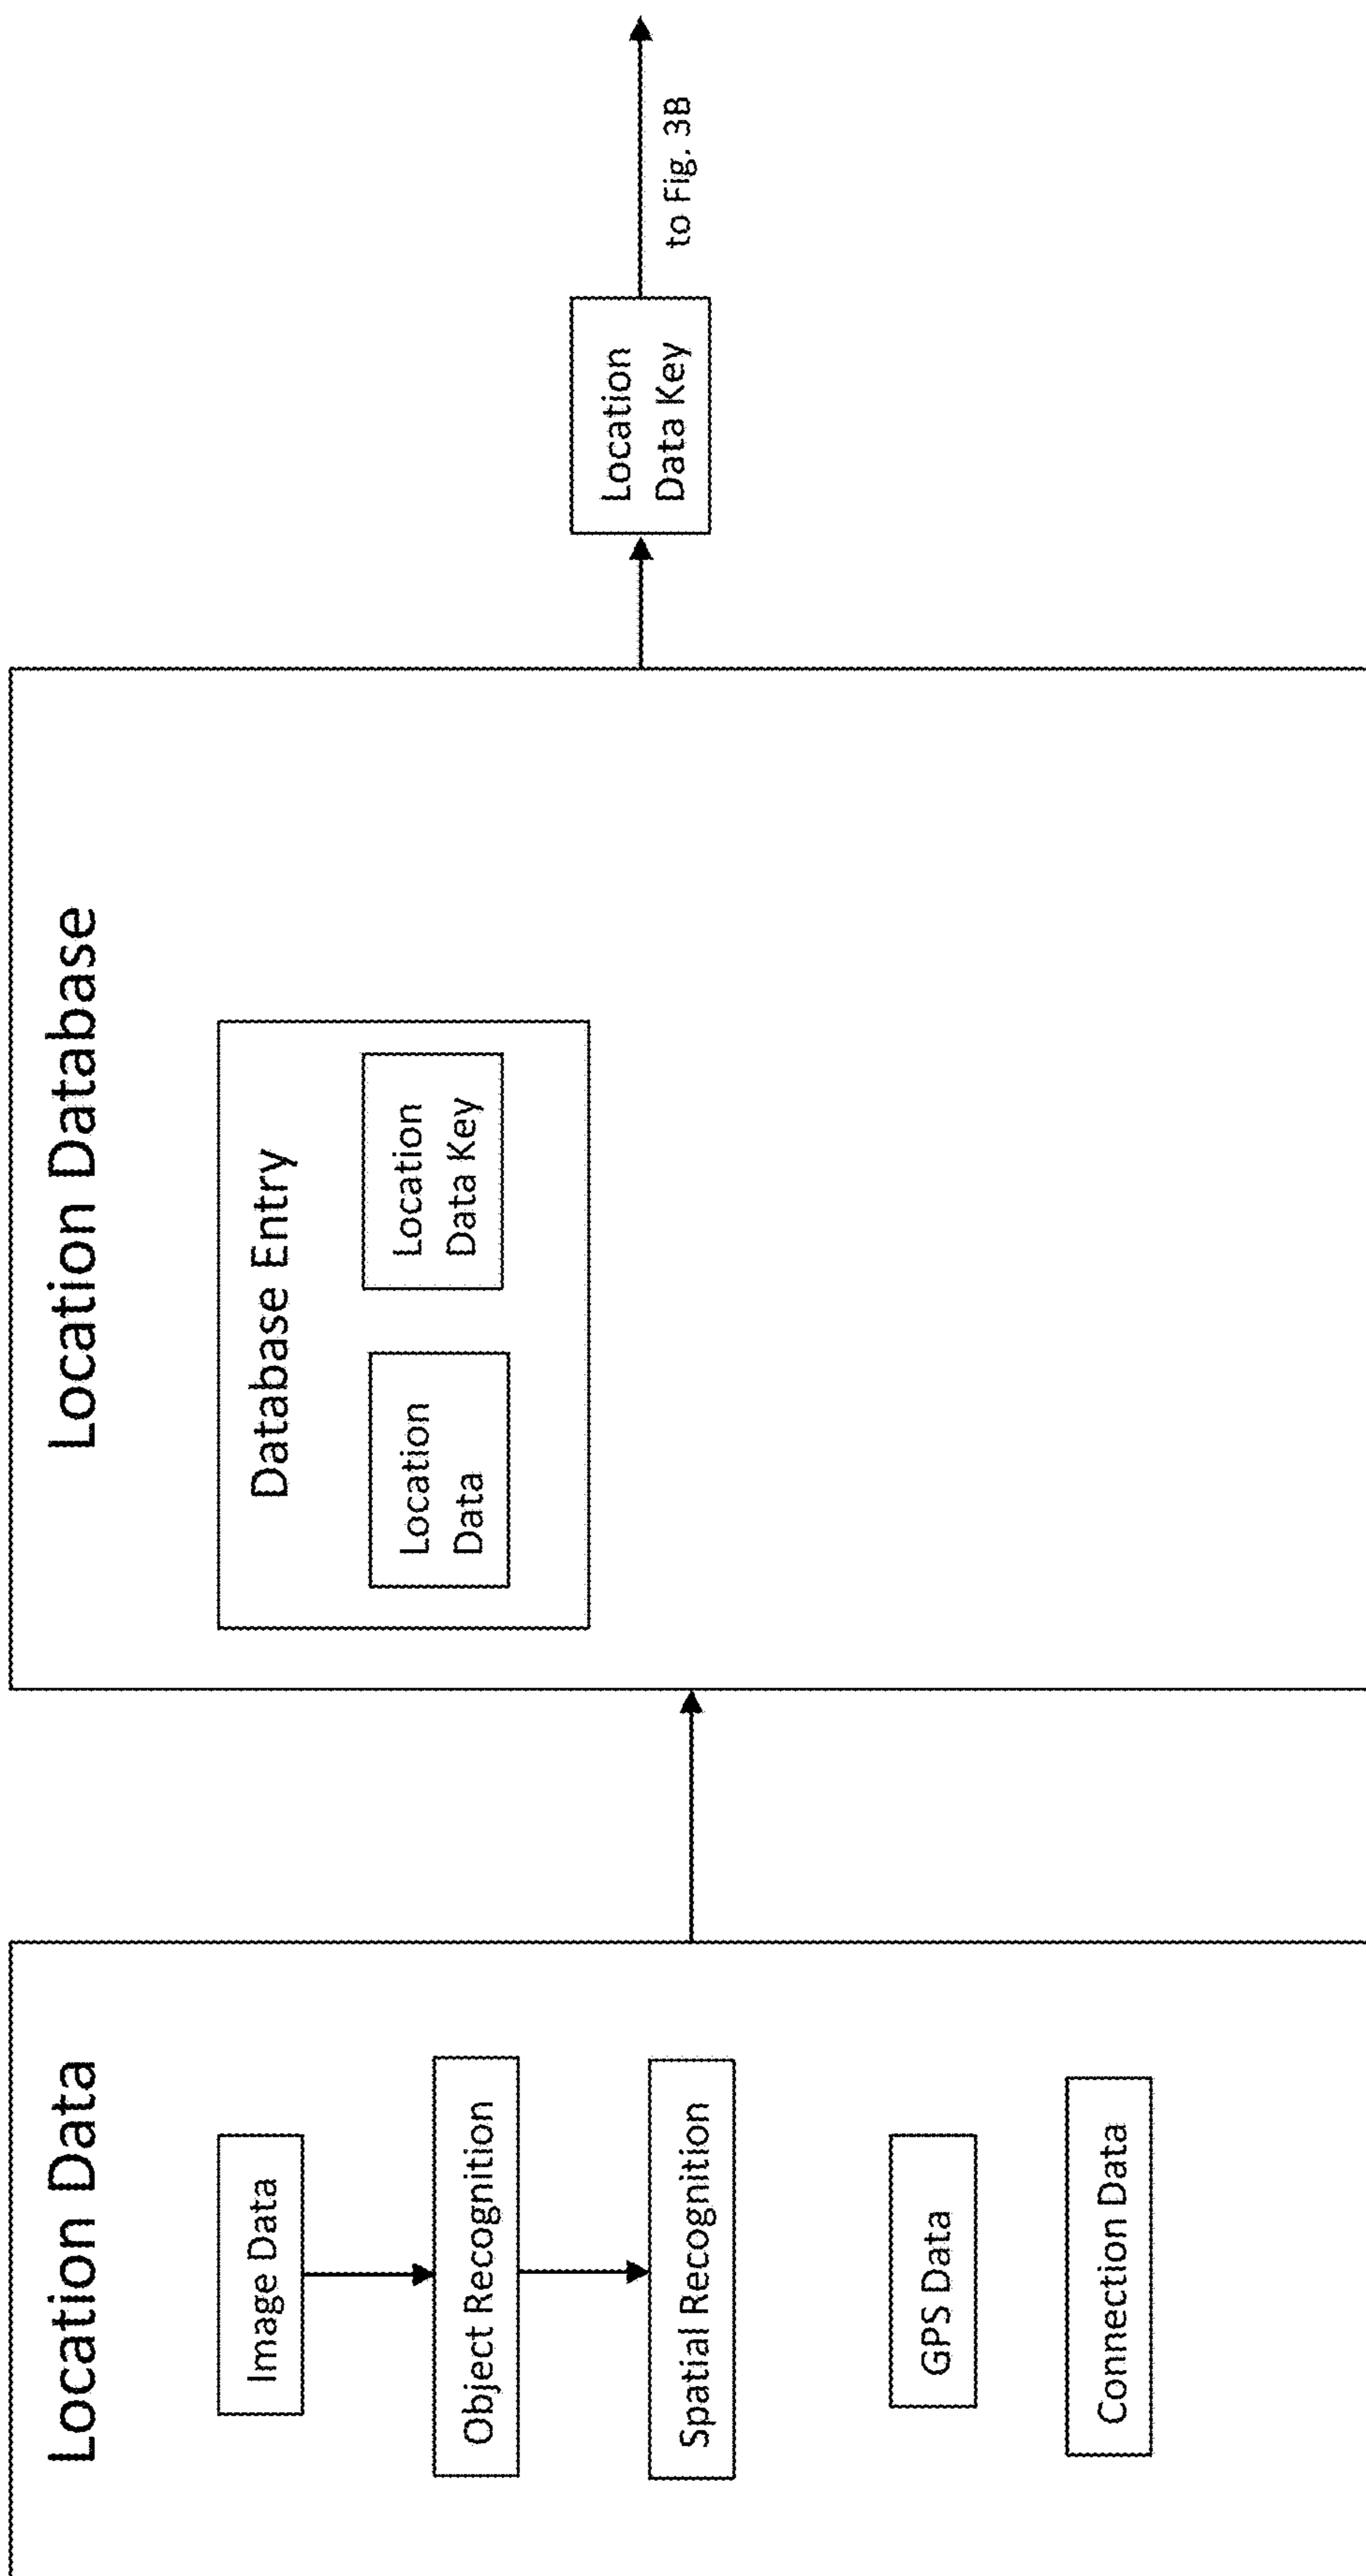 Location Data
Image Data
Object Recognition
Spatial Recognition
GPS Data
Connection Data
Location Database
Database Entry
Location
Data
Location
Data Key
Location
Data Key
to Fig. 3B